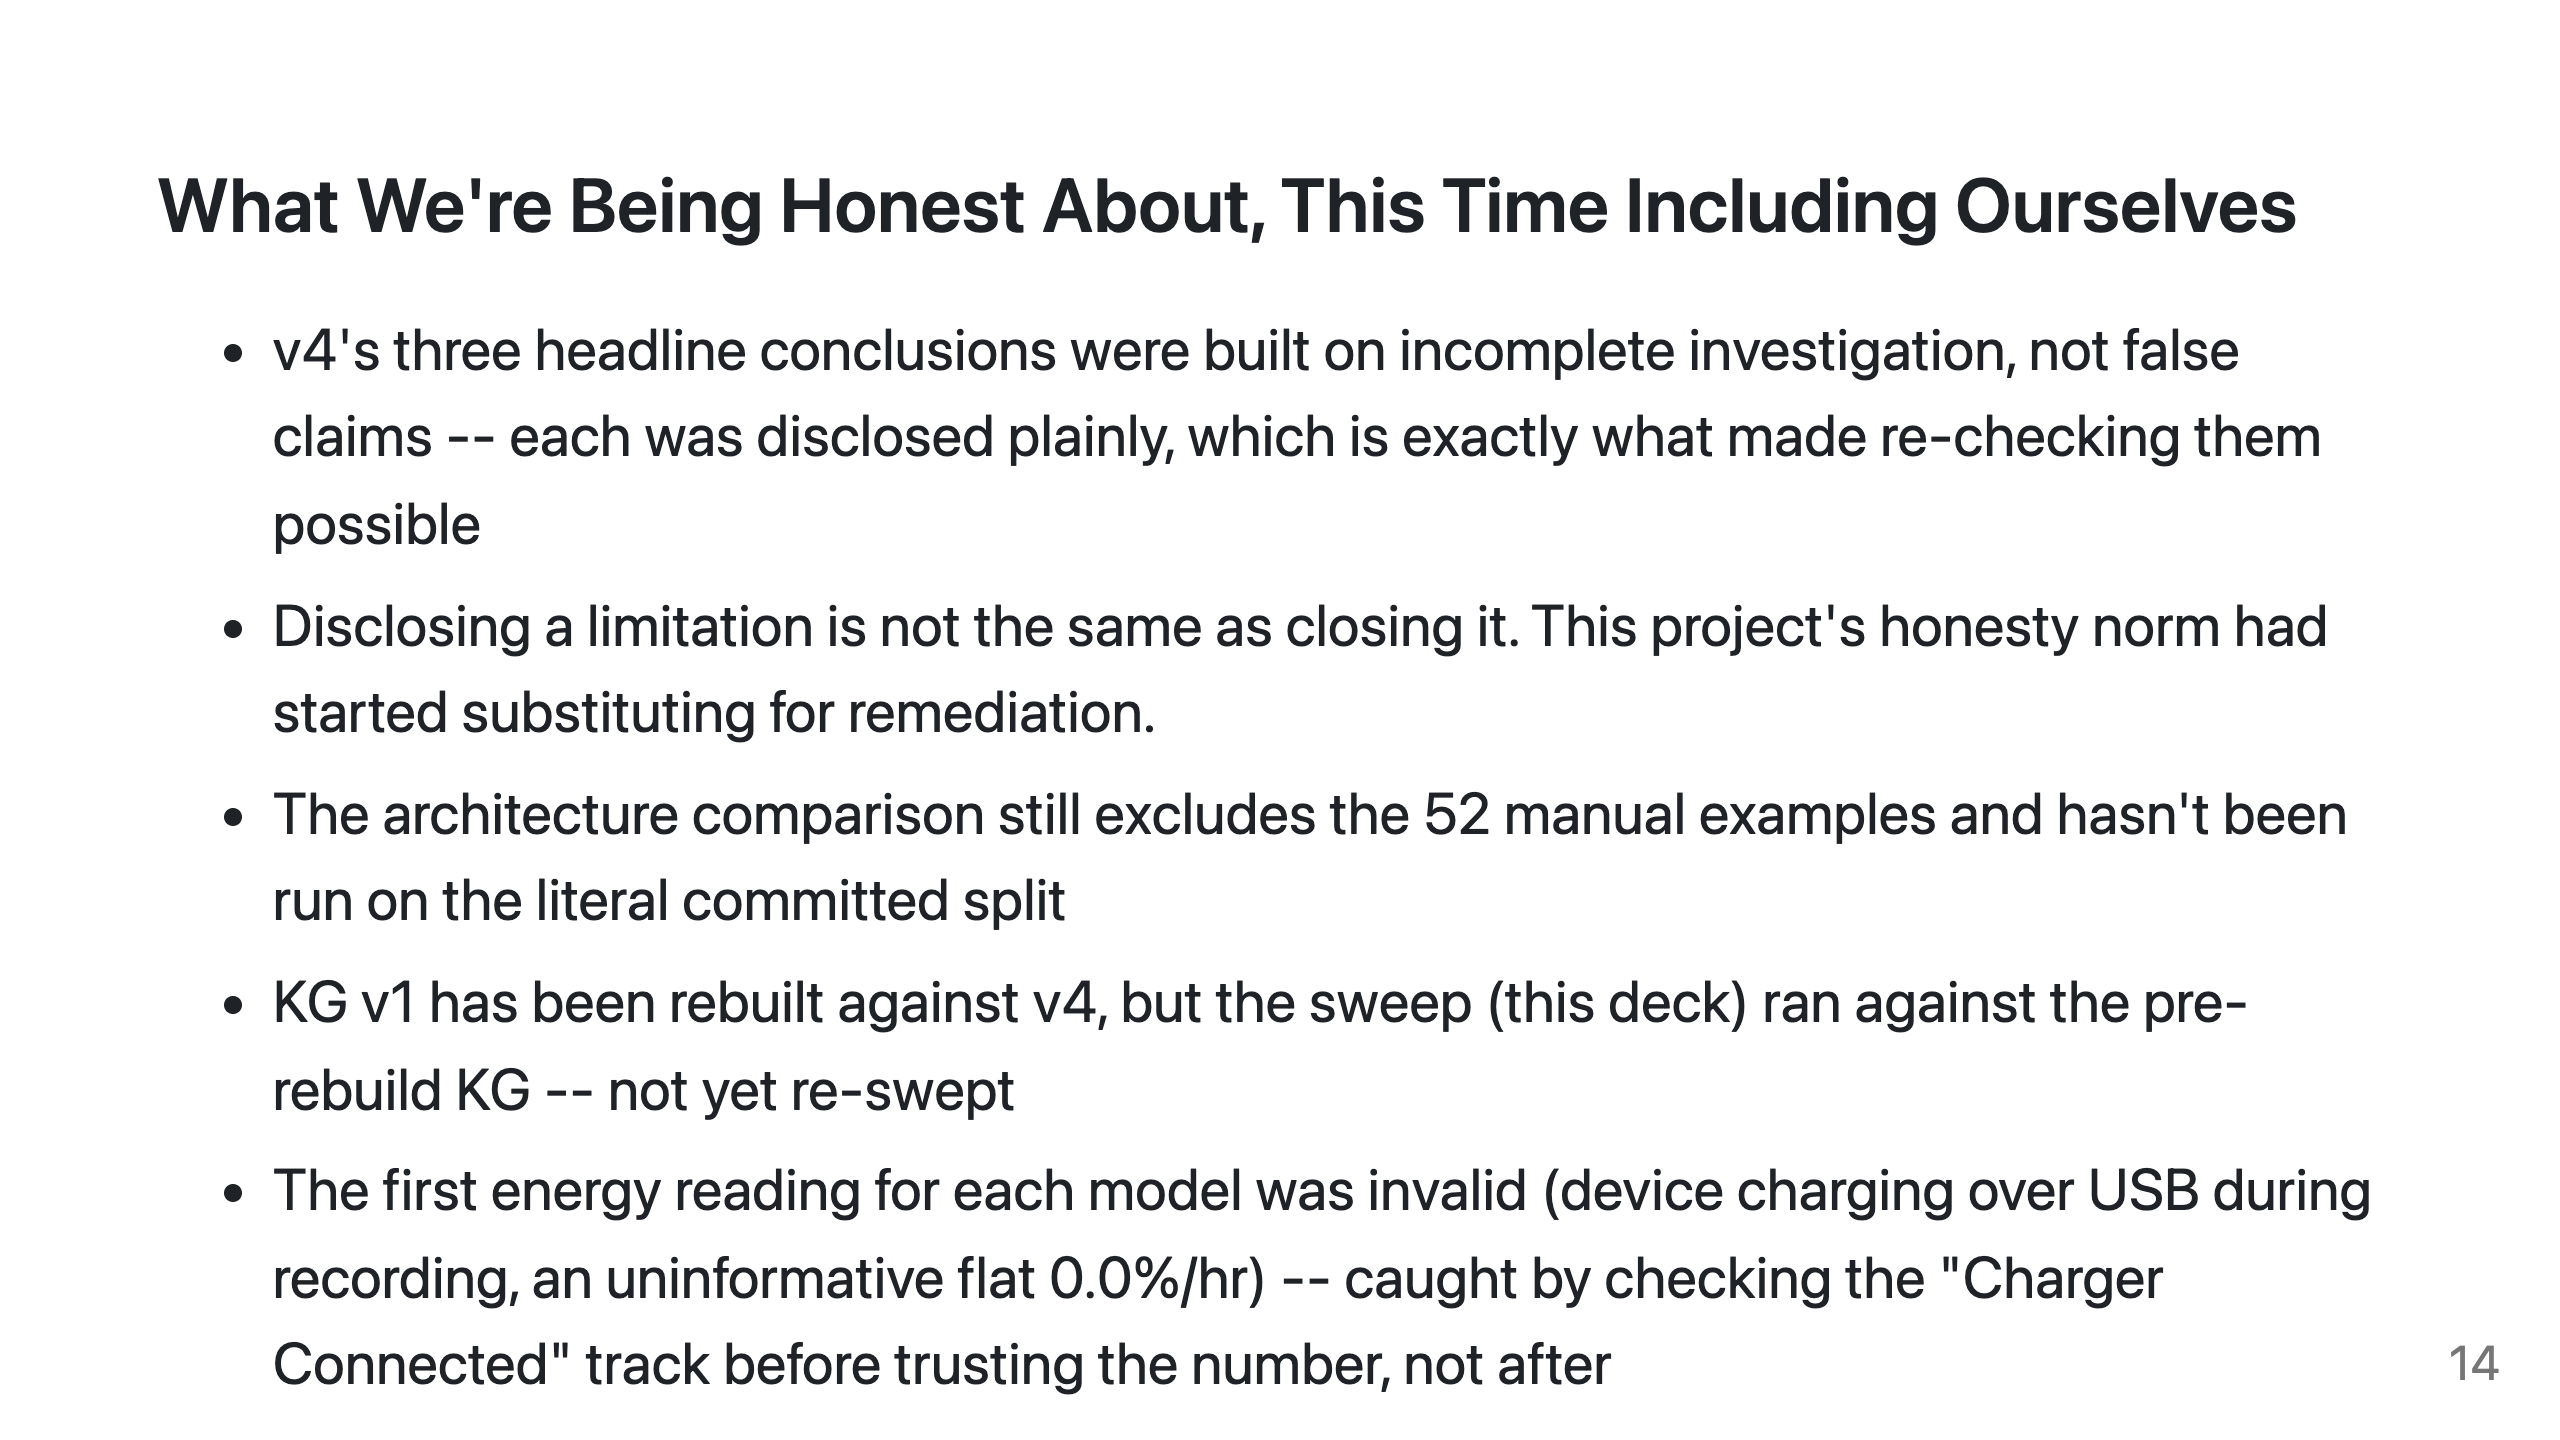 What We're Being Honest About, This Time Including Ourselves
• v4's three headline conclusions were built on incomplete investigation, not false
claims -- each was disclosed plainly, which is exactly what made re-checking them
possible
• Disclosing a limitation is not the same as closing it. This project's honesty norm had
started substituting for remediation.
• The architecture comparison still excludes the 52 manual examples and hasn't been
run on the literal committed split
• KG v1 has been rebuilt against v4, but the sweep (this deck) ran against the pre-
rebuild KG -- not yet re-swept
• The first energy reading for each model was invalid (device charging over USB during
recording, an uninformative flat 0.0%/hr) -- caught by checking the "Charger
Connected" track before trusting the number, not after
14